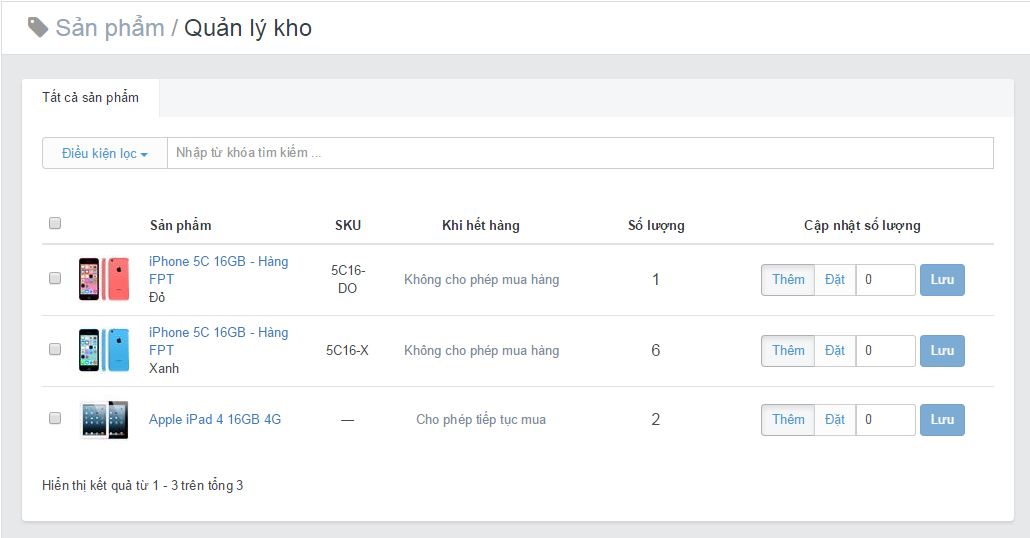 Sản phẩm / Quản lý kho
Tất cả sản phẩm
Điều kiện lọc Nhập từ khóa tìm kiếm ...
Sản phẩm SKU Khi hết hàng Số lượng Cập nhật số lượng
iPhone 5C 16GB - Hàng
FPT
Đỏ
5C16-
DO
Không cho phép mua hàng 1 Thêm Đặt 0 Lưu
iPhone 5C 16GB - Hàng
FPT
Xanh
5C16-X Không cho phép mua hàng 6 Thêm Đặt 0 Lưu
Apple iPad 4 16GB 4G — Cho phép tiếp tục mua 2 Thêm Đặt 0 Lưu
Hiển thị kết quả từ 1 - 3 trên tổng 3